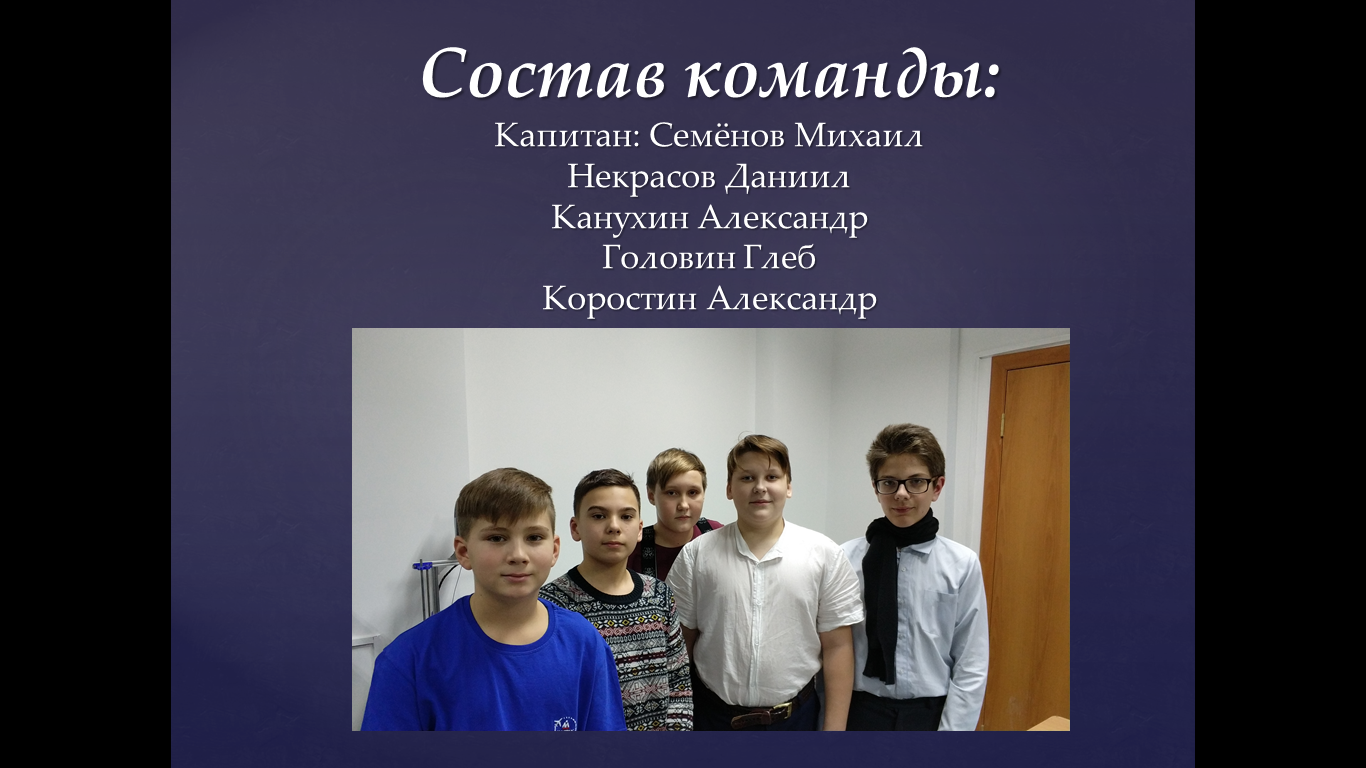 Состав команды:
Капитан: Семёнов Михаил
Некрасов Даниил
Канухин Александр
Головин Глеб
Коростин Александр